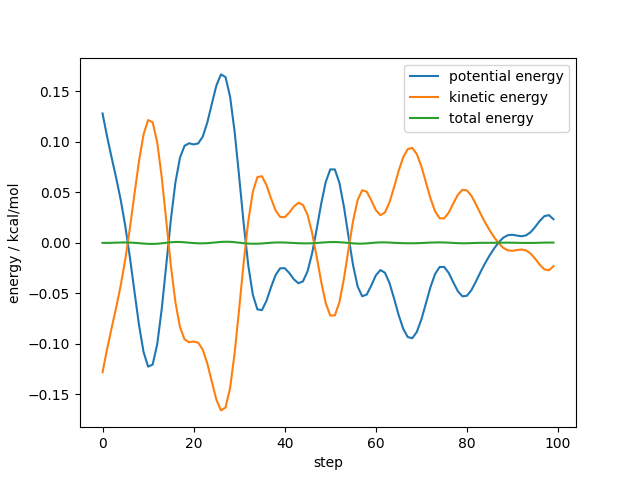 potential energy
kinetic energy
total energy
0.15
0.10
0.05
0.00
−0.05
−0.10
−0.15
energy / kcal/mol
0 20 40 60 80 100
step